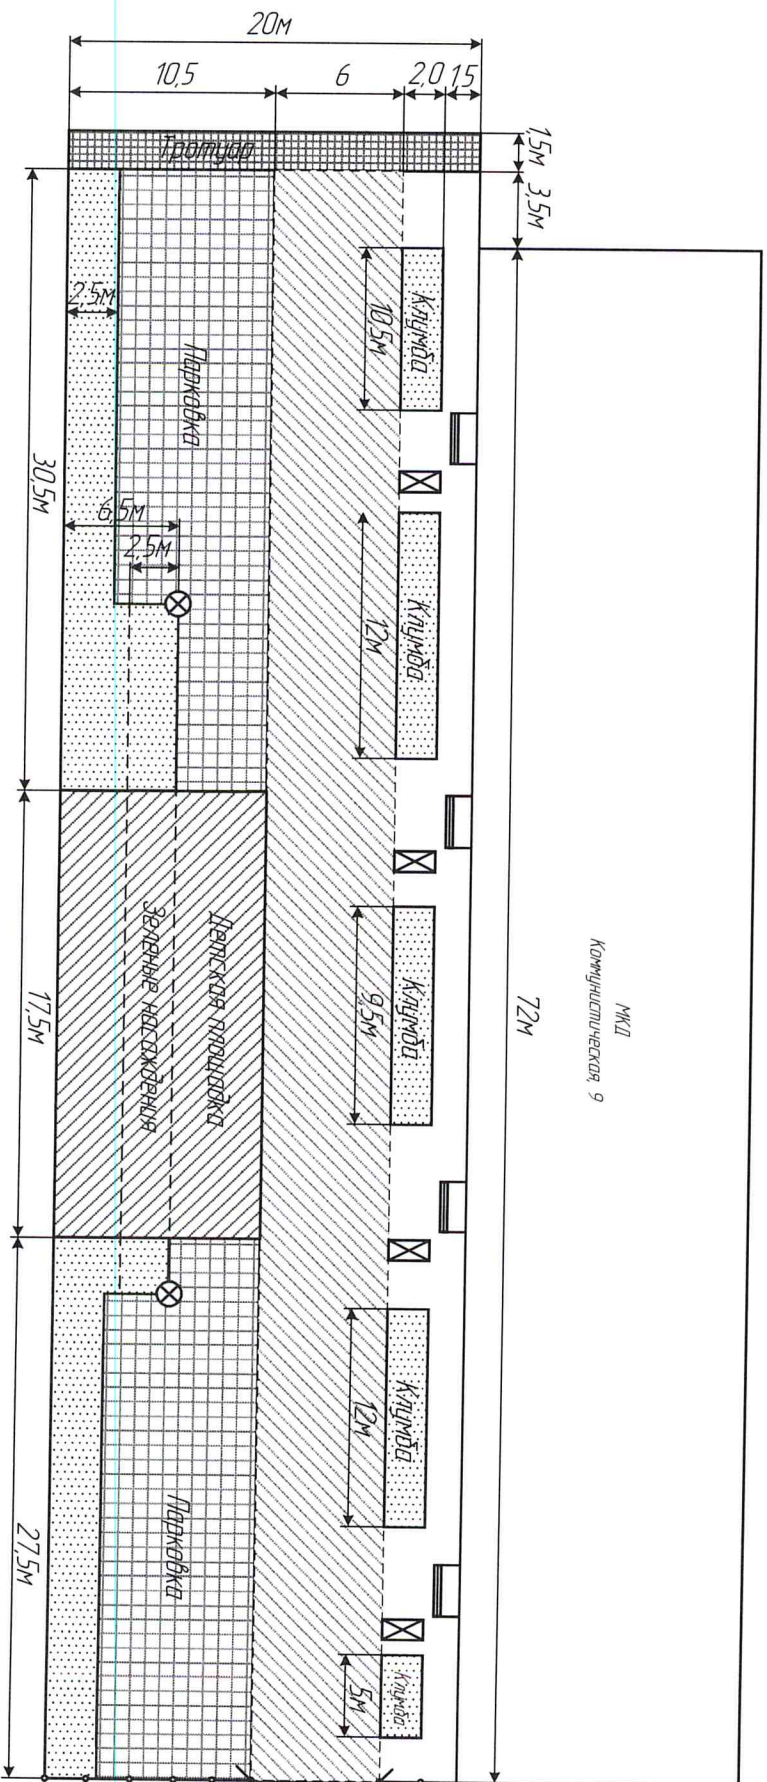 20м
10,5
6
2,0
1,5
1,5м
3,5м
Тротуар
Клумба
10,5м
2,5м
Парковка
30,5м
6,5м
2,5м
Клумба
12м
72м
МКД
Коммунистическая, 9
Клумба
9,5м
Детская площадка
Зеленые насаждения
17,5м
Клумба
12м
Парковка
27,5м
Клумба
5м